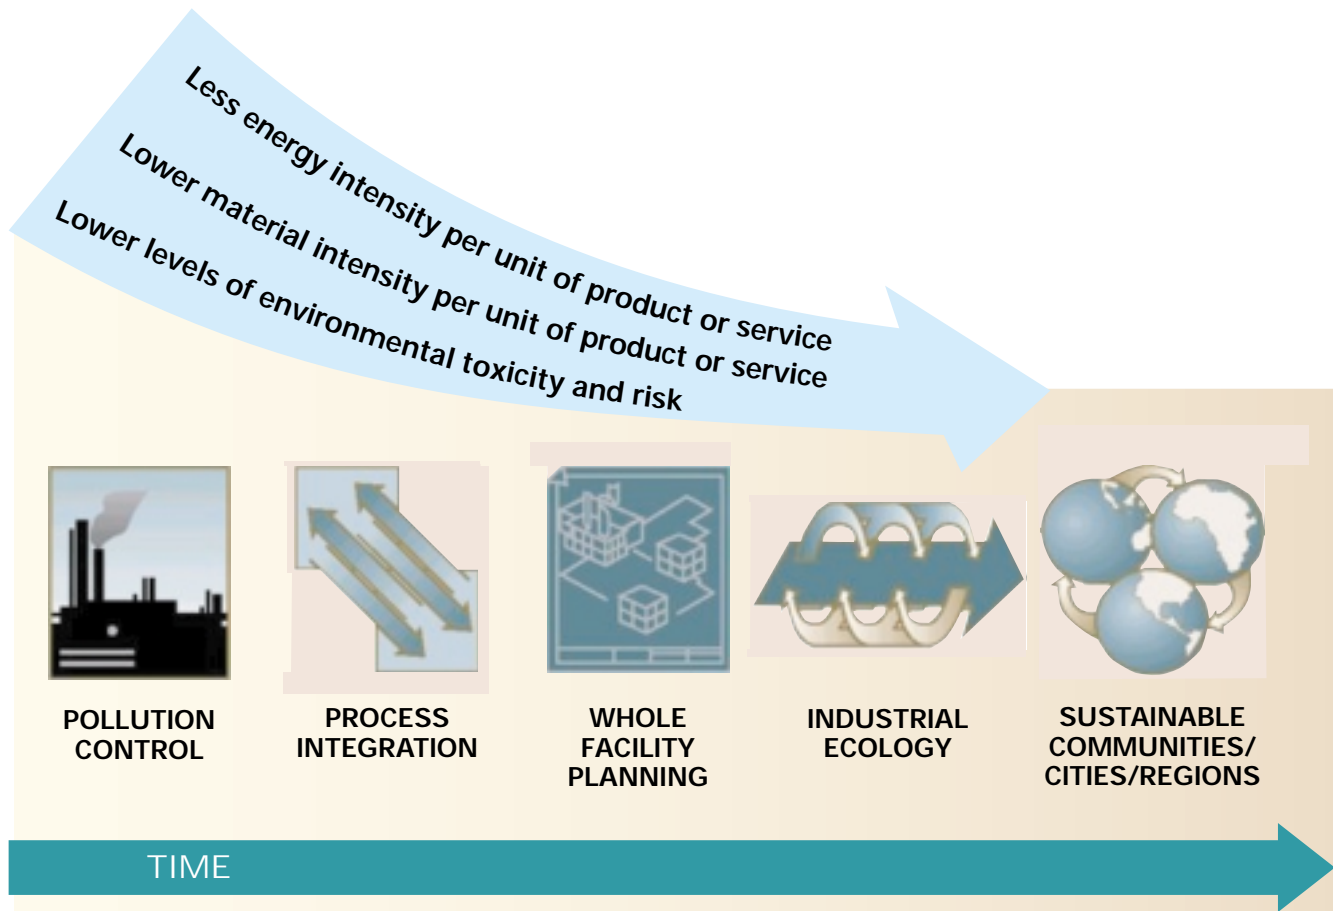 Less energy intensity per unit of product or service
Lower material intensity per unit of product or service
Lower levels of environmental toxicity and risk
POLLUTION
CONTROL
PROCESS
INTEGRATION
WHOLE
FACILITY
PLANNING
INDUSTRIAL
ECOLOGY
SUSTAINABLE
COMMUNITIES/
CITIES/REGIONS
TIME